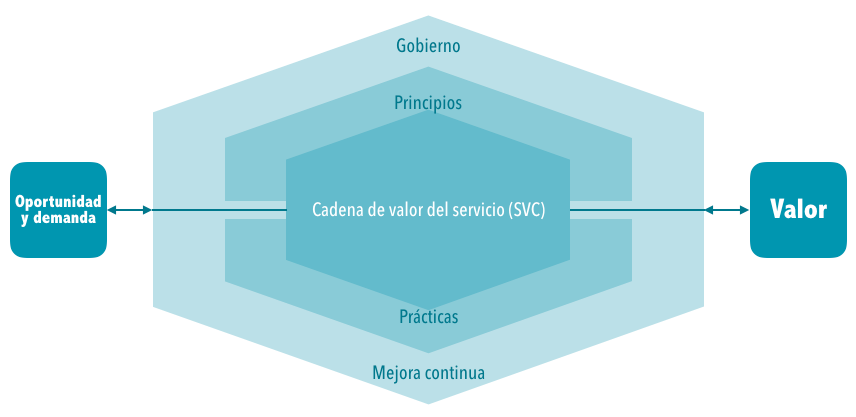 Gobierno
Principios
Oportunidad
y demanda
Cadena de valor del servicio (SVC)
Valor
Prácticas
Mejora continua